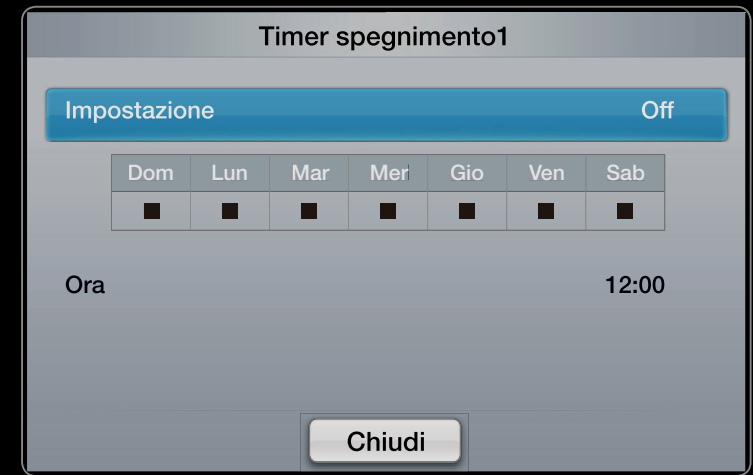 Timer spegnimento1
Impostazione Off
Dom Lun Mar Mer Gio Ven Sab
Ora 12:00
Chiudi